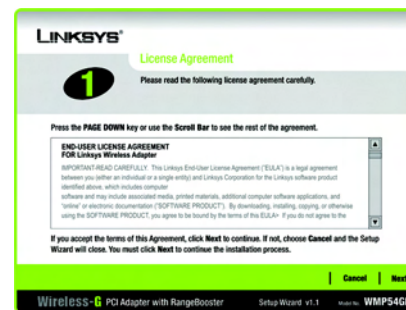 LINKSYS®
License Agreement
1
Please read the following license agreement carefully.
Press the PAGE DOWN key or use the Scroll Bar to see the rest of the agreement.
END-USER LICENSE AGREEMENT
FOR Linksys Wireless Adapter
IMPORTANT-READ CAREFULLY: This Linksys End-User License Agreement ("EULA") is a legal agreement
between you (either an individual or a single entity) and Linksys Corporation for the Linksys software product
identified above, which includes computer
software and may include associated media, printed materials, additional computer software applications, and
"online" or electronic documentation ("SOFTWARE PRODUCT"). By downloading, installing, copying, or otherwise
using the SOFTWARE PRODUCT, you agree to be bound by the terms of this EULA> If you do not agree to the
If you accept the terms of this Agreement, click Next to continue. If not, choose Cancel and the Setup
Wizard will close. You must click Next to continue the installation process.
Cancel
Next
Wireless-G PCI Adapter with RangeBooster
Setup Wizard v1.1
Model No.